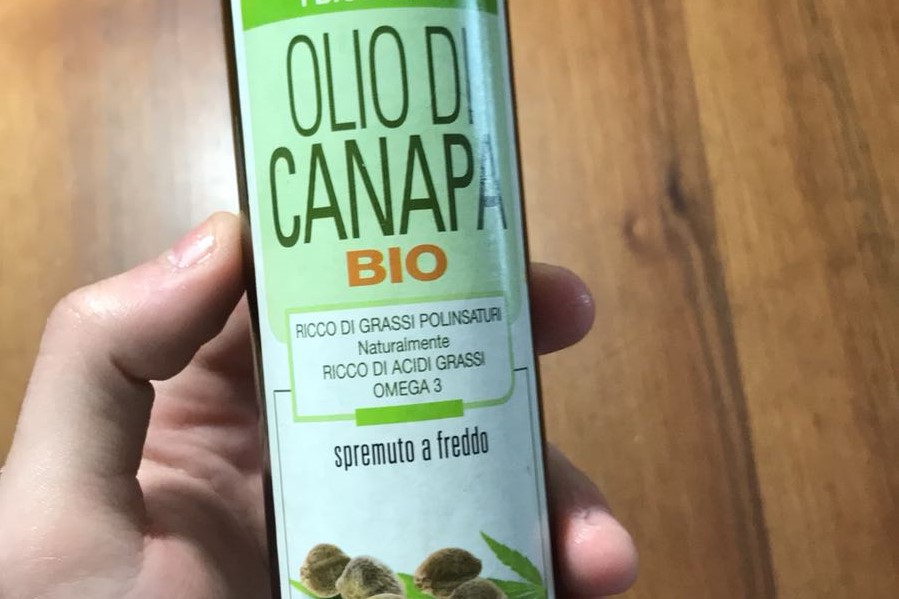 OLIO DI
CANAPA
BIO
RICCO DI GRASSI POLINSATURI
Naturalmente
RICCO DI ACIDI GRASSI
OMEGA 3
spremuto a freddo